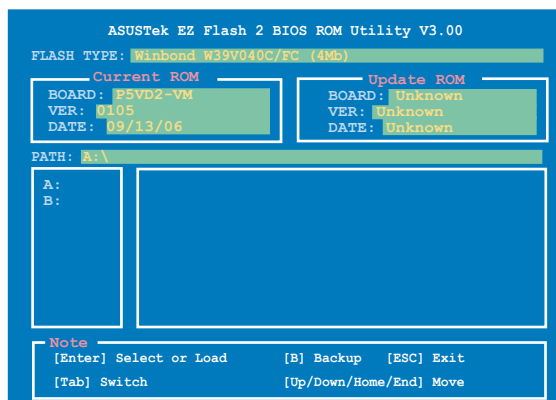 ASUSTek EZ Flash 2 BIOS ROM Utility V3.00
FLASH TYPE: Winbond W39V040C/FC (4Mb)
Current ROM
BOARD: P5VD2-VM
VER: 0105
DATE: 09/13/06
Update ROM
BOARD: Unknown
VER: Unknown
DATE: Unknown
PATH: A:\
A:
B:
Note
[Enter] Select or Load [B] Backup [ESC] Exit
[Tab] Switch [Up/Down/Home/End] Move